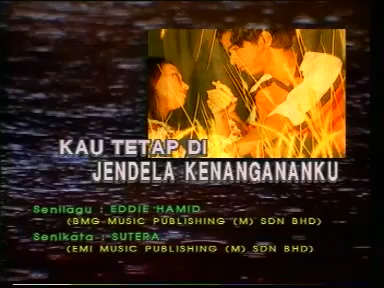 KAU TETAP DI
JENDELA KENANGANANKU
Senilagu : EDDIE HAMID
(BMG MUSIC PUBLISHING (M) SDN BHD)
Senikata : SUTERA
(EMI MUSIC PUBLISHING (M) SDN BHD)